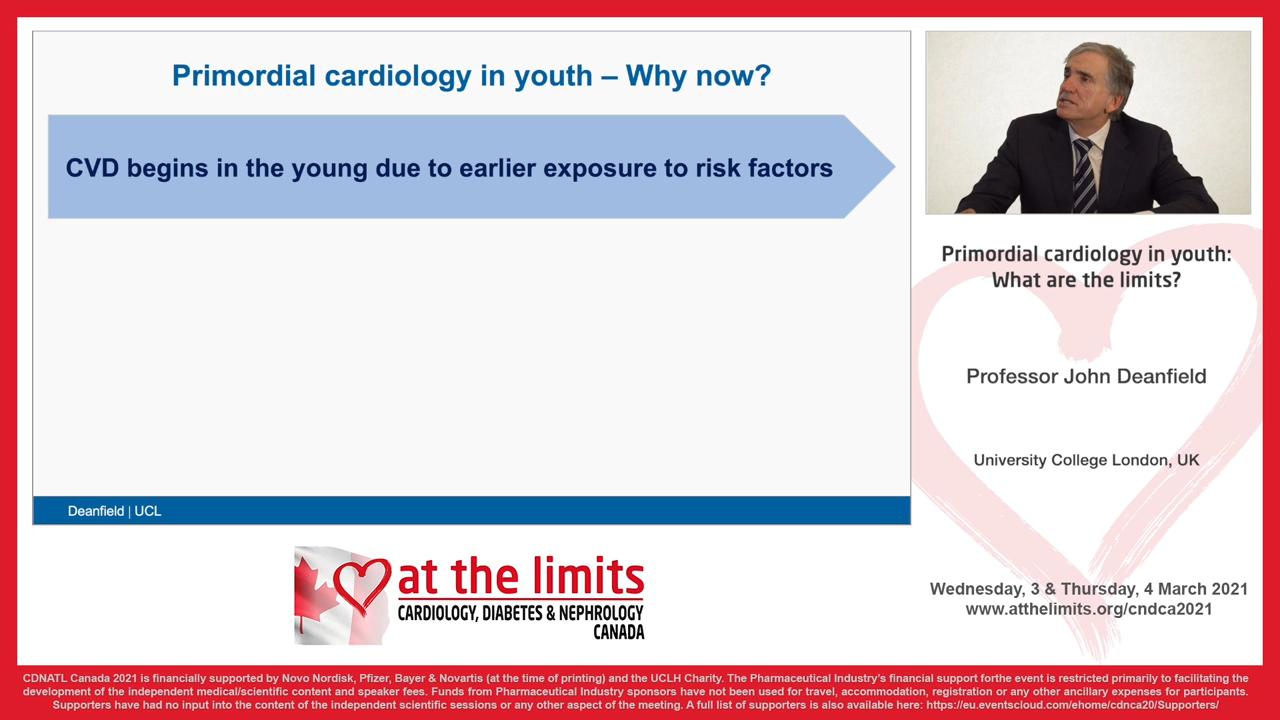 Primordial cardiology in youth – Why now?
CVD begins in the young due to earlier exposure to risk factors
Deanfield | UCL
Primordial cardiology in youth:
What are the limits?
Professor John Deanfield
University College London, UK
at the limits
CARDIOLOGY, DIABETES & NEPHROLOGY
CANADA
Wednesday, 3 & Thursday, 4 March 2021
www.atthelimits.org/cndca2021
CDNATL Canada 2021 is financially supported by Novo Nordisk, Pfizer, Bayer & Novartis (at the time of printing) and the UCLH Charity. The Pharmaceutical Industry's financial support forthe event is restricted primarily to facilitating the
development of the independent medical/scientific content and speaker fees. Funds from Pharmaceutical Industry sponsors have not been used for travel, accommodation, registration or any other ancillary expenses for participants.
Supporters have had no input into the content of the independent scientific sessions or any other aspect of the meeting. A full list of supporters is also available here: https://eu.eventscloud.com/ehome/cdnca20/Supporters/